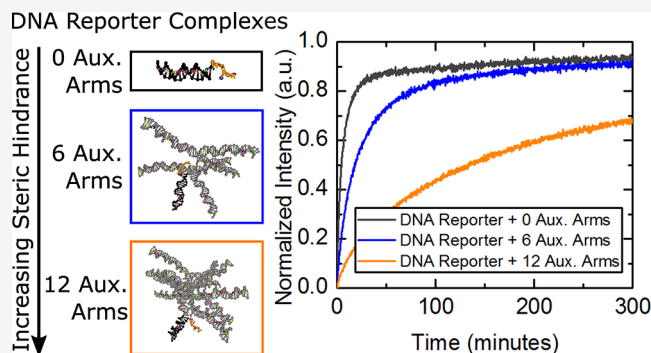 DNA Reporter Complexes
Increasing Steric Hindrance
0 Aux.
Arms
6 Aux.
Arms
12 Aux.
Arms
Normalized Intensity (a.u.)
1.0
0.8
0.6
0.4
0.2
0.0
DNA Reporter + 0 Aux. Arms
DNA Reporter + 6 Aux. Arms
DNA Reporter + 12 Aux. Arms
0
100
200
300
Time (minutes)